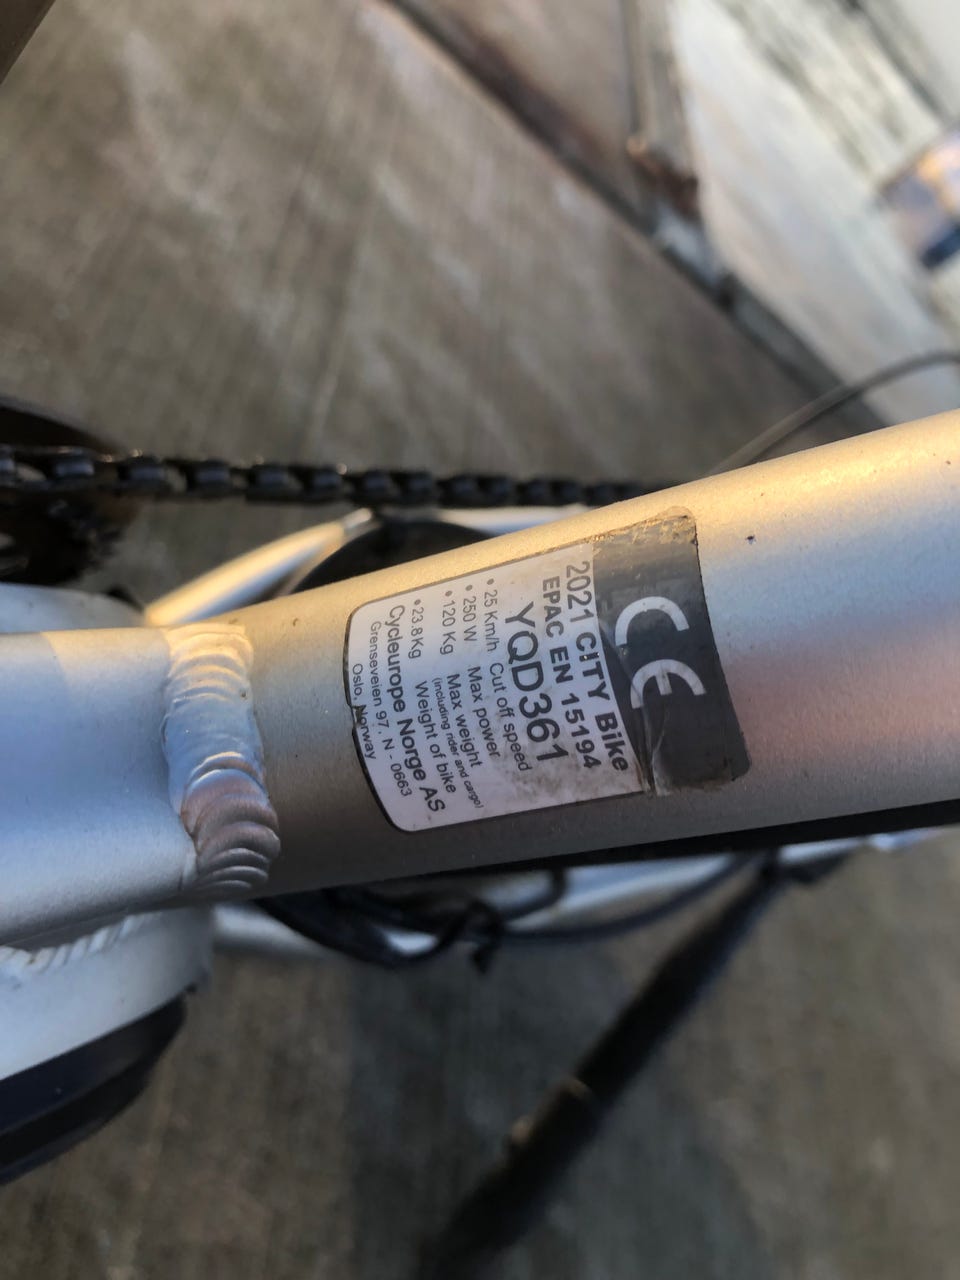 CE
2021 CITY Bike
EPAC EN 15194
YQD361
• 25 Km/h Cut off speed
• 250 W Max power
• 120 Kg Max weight
(including rider and cargo)
• 23.8Kg Weight of bike
Cycleurope Norge AS
Grenseveien 97. N - 0663
Oslo, Norway